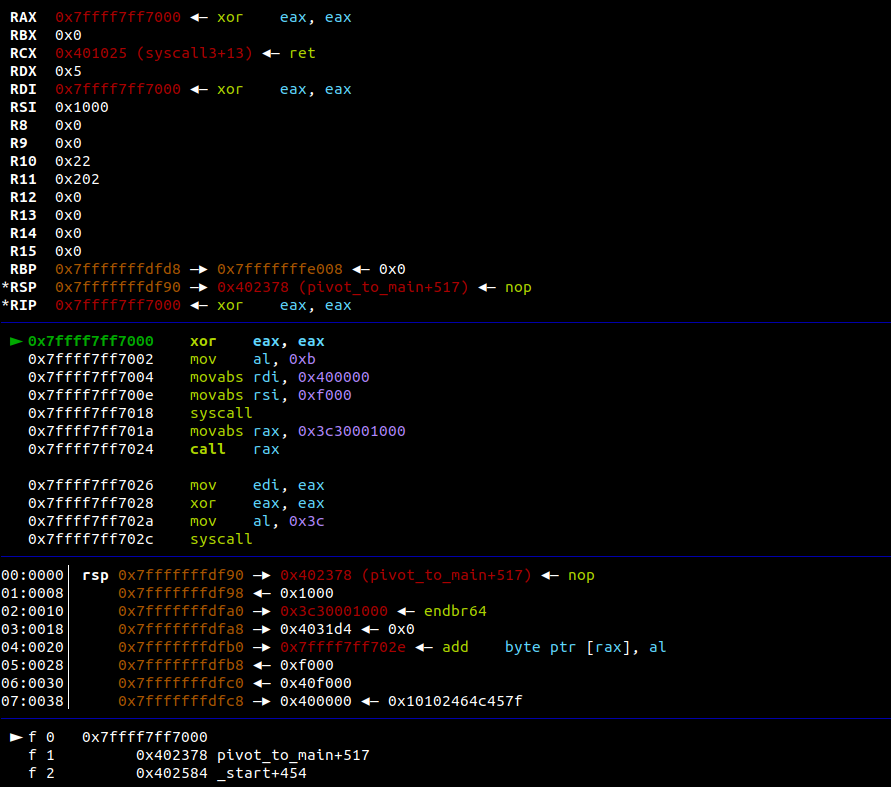 RAX 0x7ffff7ff7000 ◂— xor eax, eax
RBX 0x0
RCX 0x401025 (syscall3+13) ◂— ret
RDX 0x5
RDI 0x7ffff7ff7000 ◂— xor eax, eax
RSI 0x1000
R8 0x0
R9 0x0
R10 0x22
R11 0x202
R12 0x0
R13 0x0
R14 0x0
R15 0x0
RBP 0x7fffffffdfd8 —▸ 0x7fffffffe008 ◂— 0x0
*RSP 0x7fffffffdf90 —▸ 0x402378 (pivot_to_main+517) ◂— nop
*RIP 0x7ffff7ff7000 ◂— xor eax, eax
► 0x7ffff7ff7000 xor eax, eax
0x7ffff7ff7002 mov al, 0xb
0x7ffff7ff7004 movabs rdi, 0x400000
0x7ffff7ff700e movabs rsi, 0xf000
0x7ffff7ff7018 syscall
0x7ffff7ff701a movabs rax, 0x3c30001000
0x7ffff7ff7024 call rax
0x7ffff7ff7026 mov edi, eax
0x7ffff7ff7028 xor eax, eax
0x7ffff7ff702a mov al, 0x3c
0x7ffff7ff702c syscall
00:0000│ rsp 0x7fffffffdf90 —▸ 0x402378 (pivot_to_main+517) ◂— nop
01:0008│ 0x7fffffffdf98 ◂— 0x1000
02:0010│ 0x7fffffffdfa0 —▸ 0x3c30001000 ◂— endbr64
03:0018│ 0x7fffffffdfa8 —▸ 0x4031d4 ◂— 0x0
04:0020│ 0x7fffffffdfb0 —▸ 0x7ffff7ff702e ◂— add byte ptr [rax], al
05:0028│ 0x7fffffffdfb8 ◂— 0xf000
06:0030│ 0x7fffffffdfc0 ◂— 0x40f000
07:0038│ 0x7fffffffdfc8 —▸ 0x400000 ◂— 0x10102464c457f
► f 0 0x7ffff7ff7000
f 1 0x402378 pivot_to_main+517
f 2 0x402584 _start+454